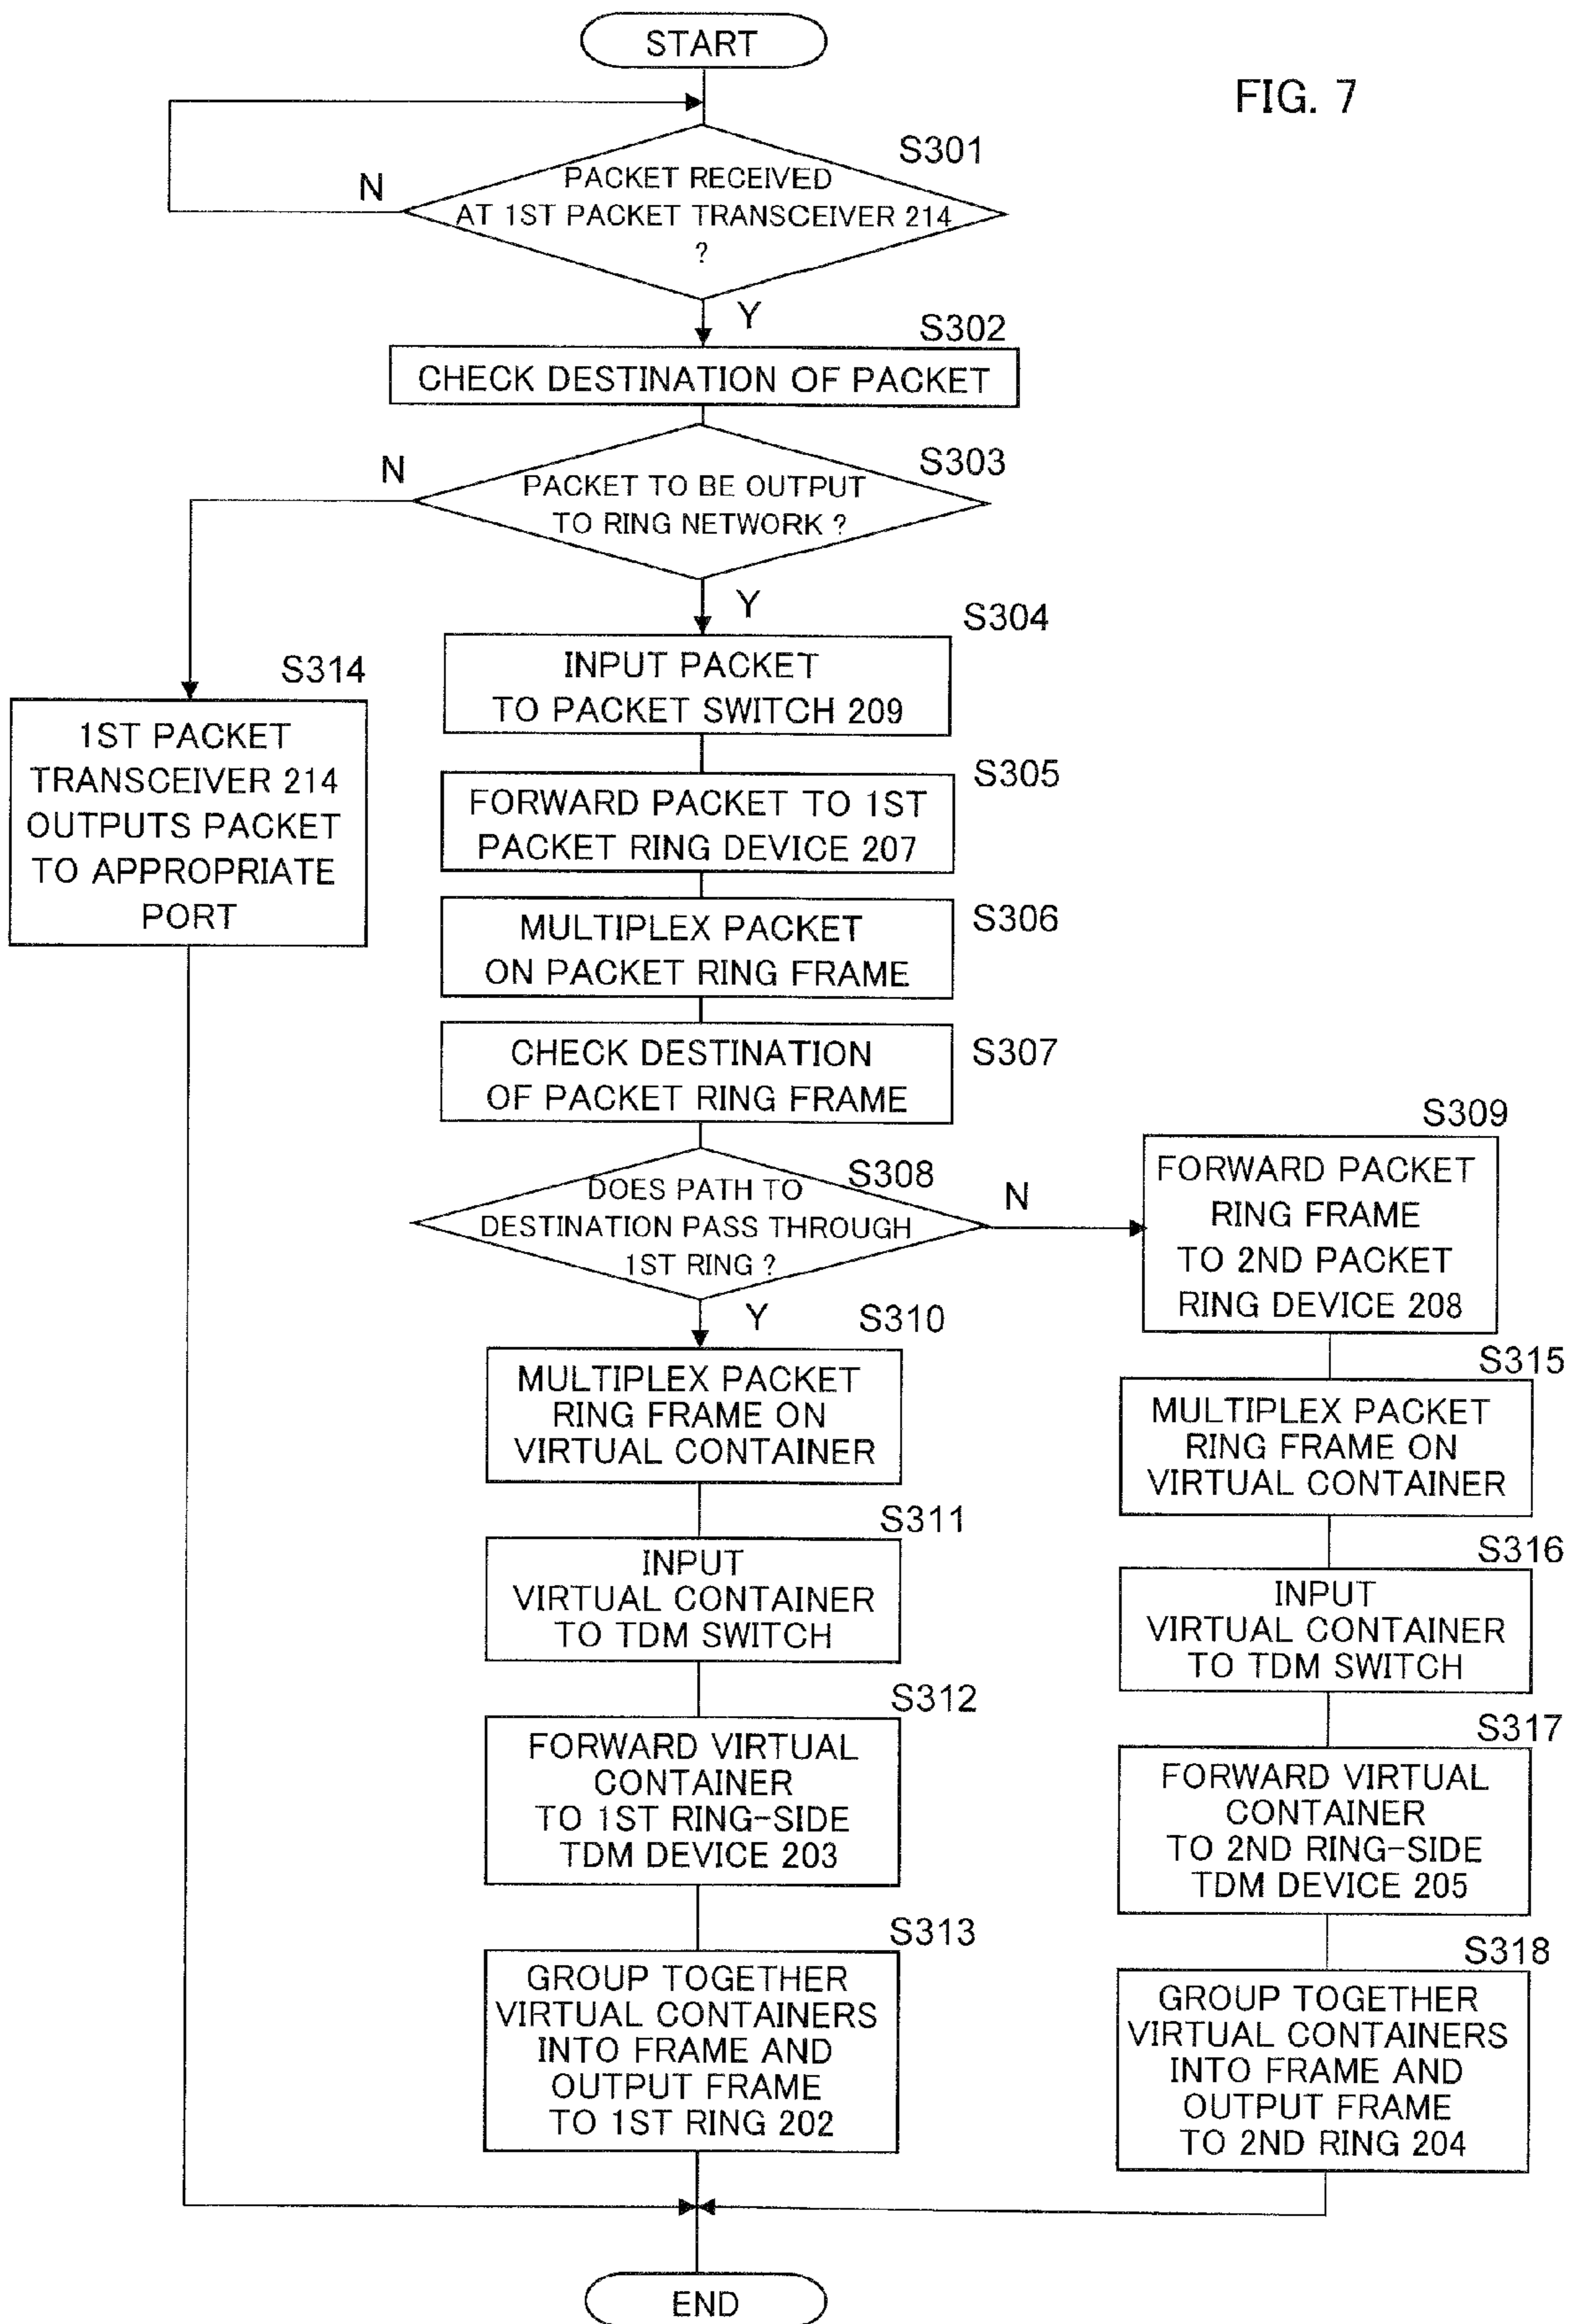 START
FIG. 7
S301
PACKET RECEIVED
AT 1ST PACKET TRANSCEIVER 214
?
N
Y
S302
CHECK DESTINATION OF PACKET
S303
PACKET TO BE OUTPUT
TO RING NETWORK ?
N
Y
S304
INPUT PACKET
TO PACKET SWITCH 209
S314
1ST PACKET
TRANSCEIVER 214
OUTPUTS PACKET
TO APPROPRIATE
PORT
S305
FORWARD PACKET TO 1ST
PACKET RING DEVICE 207
S306
MULTIPLEX PACKET
ON PACKET RING FRAME
S307
CHECK DESTINATION
OF PACKET RING FRAME
S308
DOES PATH TO
DESTINATION PASS THROUGH
1ST RING ?
N
Y
S309
FORWARD PACKET
RING FRAME
TO 2ND PACKET
RING DEVICE 208
S310
MULTIPLEX PACKET
RING FRAME ON
VIRTUAL CONTAINER
S311
INPUT
VIRTUAL CONTAINER
TO TDM SWITCH
S312
FORWARD VIRTUAL
CONTAINER
TO 1ST RING-SIDE
TDM DEVICE 203
S313
GROUP TOGETHER
VIRTUAL CONTAINERS
INTO FRAME AND
OUTPUT FRAME
TO 1ST RING 202
S315
MULTIPLEX PACKET
RING FRAME ON
VIRTUAL CONTAINER
S316
INPUT
VIRTUAL CONTAINER
TO TDM SWITCH
S317
FORWARD VIRTUAL
CONTAINER
TO 2ND RING-SIDE
TDM DEVICE 205
S318
GROUP TOGETHER
VIRTUAL CONTAINERS
INTO FRAME AND
OUTPUT FRAME
TO 2ND RING 204
END